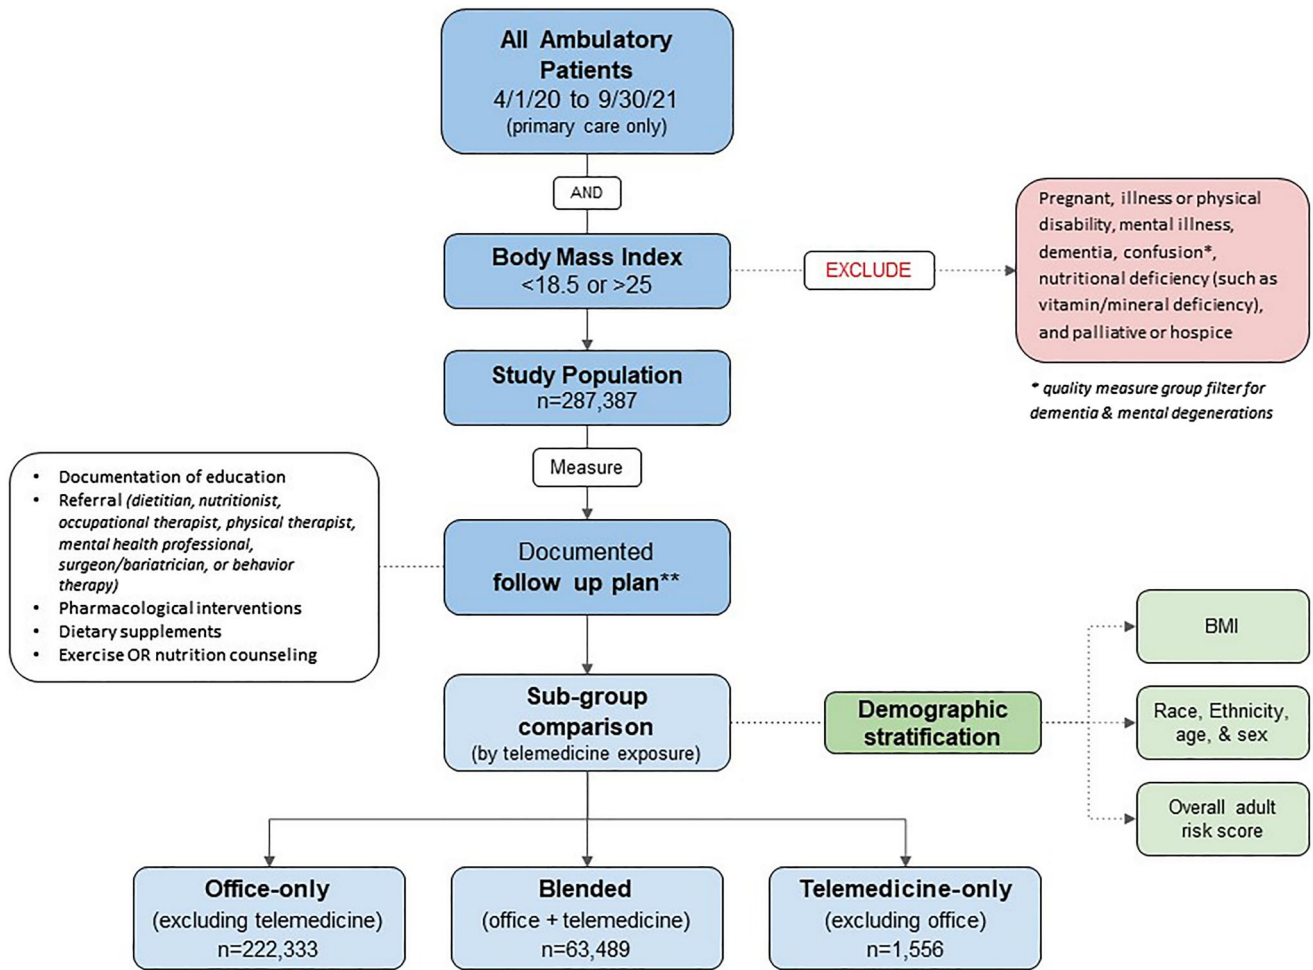 All Ambulatory
Patients
4/1/20 to 9/30/21
(primary care only)
AND
Body Mass Index
<18.5 or >25
EXCLUDE
Pregnant, illness or physical
disability, mental illness,
dementia, confusion*,
nutritional deficiency (such as
vitamin/mineral deficiency),
and palliative or hospice
* quality measure group filter for
dementia & mental degenerations
Study Population
n=287,387
Measure
• Documentation of education
• Referral (dietitian, nutritionist,
occupational therapist, physical therapist,
mental health professional,
surgeon/bariatrician, or behavior
therapy)
• Pharmacological interventions
• Dietary supplements
• Exercise OR nutrition counseling
Documented
follow up plan**
Sub-group
comparison
(by telemedicine exposure)
Demographic
stratification
BMI
Race, Ethnicity,
age, & sex
Overall adult
risk score
Office-only
(excluding telemedicine)
n=222,333
Blended
(office + telemedicine)
n=63,489
Telemedicine-only
(excluding office)
n=1,556